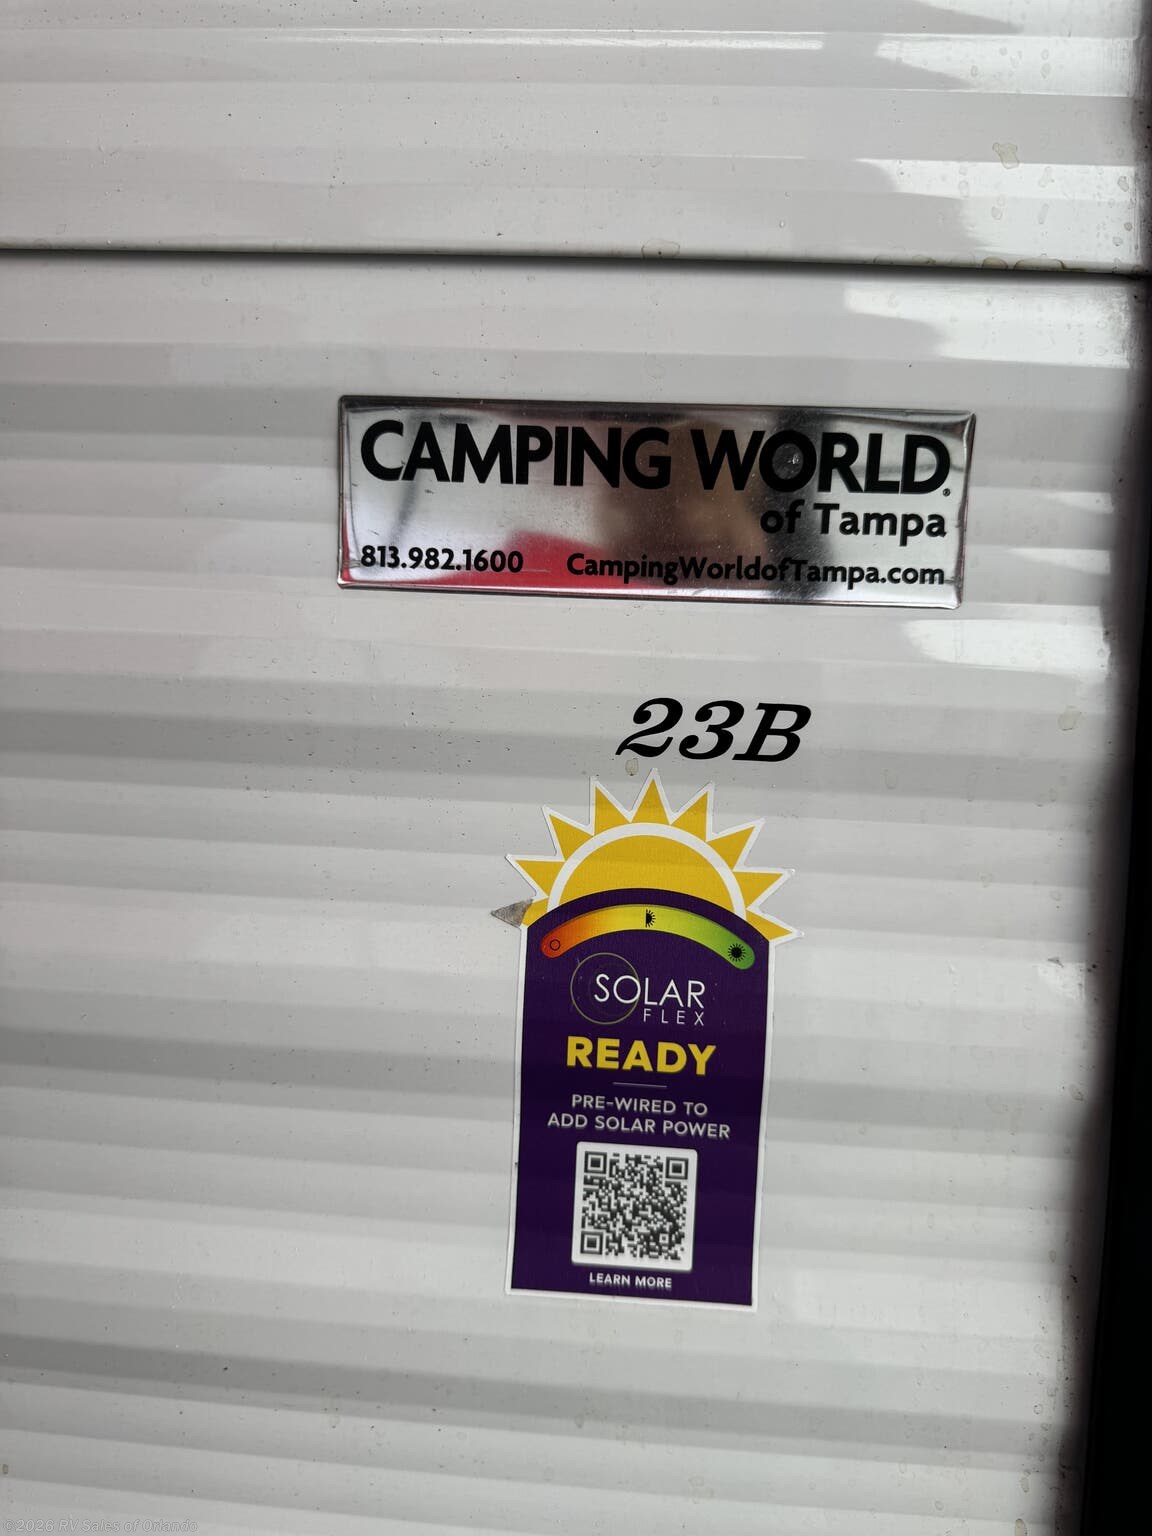 CAMPING WORLD®
of Tampa
813.982.1600 CampingWorldofTampa.com
23B
SOLAR
FLEX
READY
PRE-WIRED TO
ADD SOLAR POWER
LEARN MORE
©2026 RV Sales of Orlando